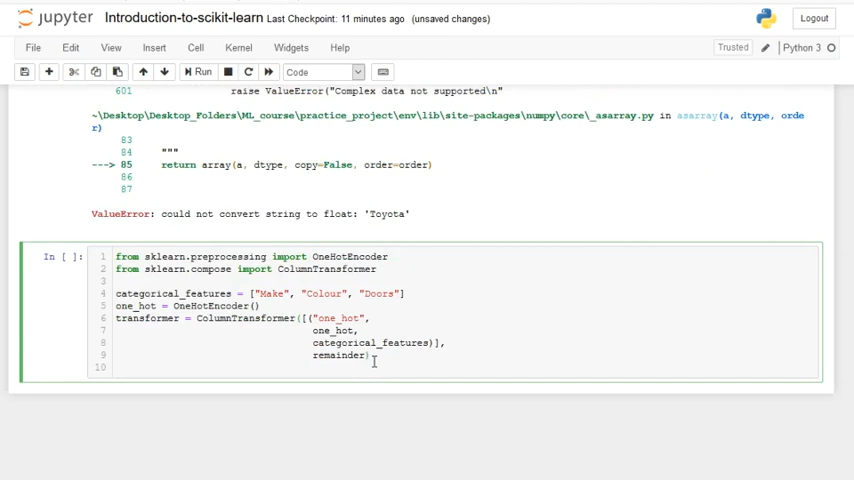 jupyter Introduction-to-scikit-learn Last Checkpoint: 11 minutes ago (unsaved changes) Logout
File Edit View Insert Cell Kernel Widgets Help Trusted Python 3
Run Code
601 raise ValueError("Complex data not supported\n"
~\Desktop\Desktop_Folders\ML_course\practice_project\env\lib\site-packages\numpy\core\_asarray.py in asarray(a, dtype, orde
r)
83
84 """
---> 85 return array(a, dtype, copy=False, order=order)
86
87
ValueError: could not convert string to float: 'Toyota'
In [ ]: 1 from sklearn.preprocessing import OneHotEncoder
2 from sklearn.compose import ColumnTransformer
3
4 categorical_features = ["Make", "Colour", "Doors"]
5 one_hot = OneHotEncoder()
6 transformer = ColumnTransformer([("one_hot",
7 one_hot,
8 categorical_features)],
9 remainder)
10